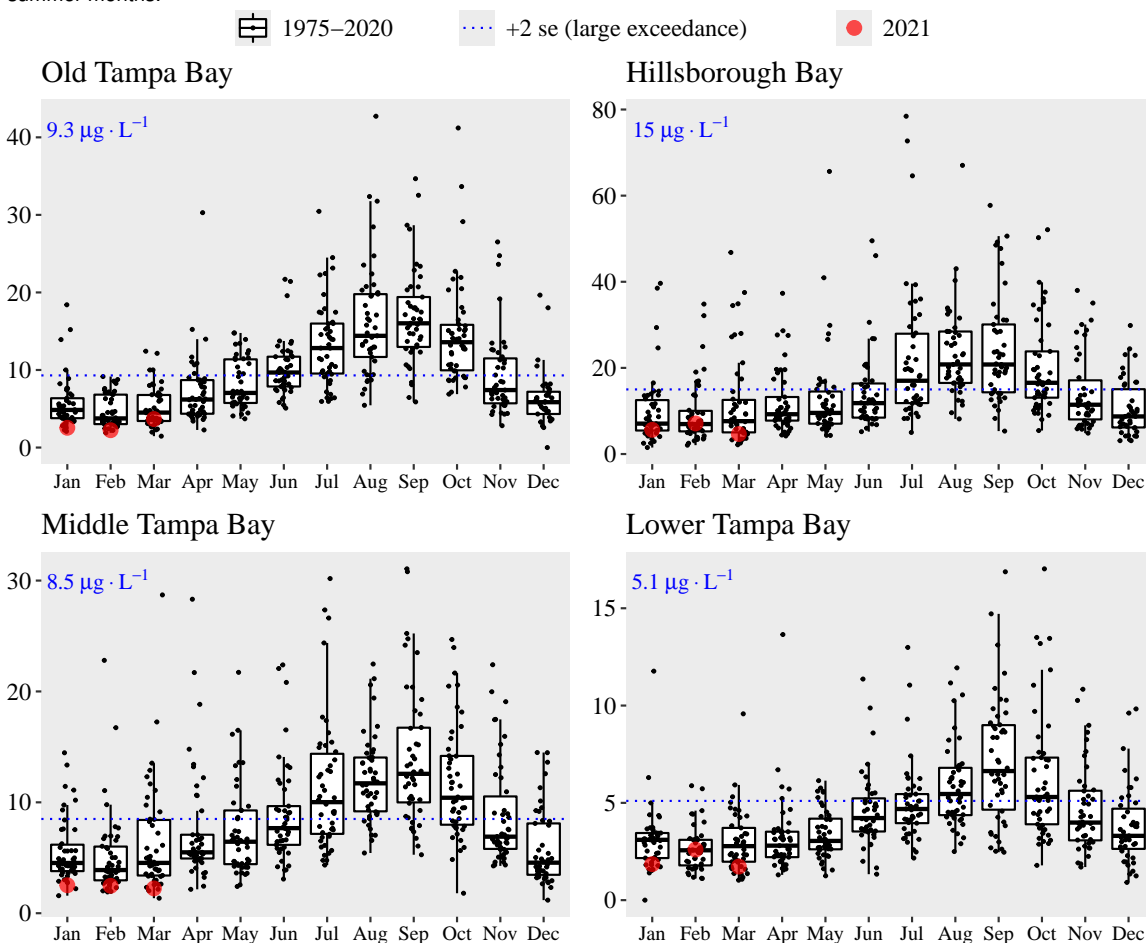 summer months.
1975−2020 +2 se (large exceedance) 2021
Old Tampa Bay
9.3 μg · L⁻¹
40
30
20
10
0
Jan Feb Mar Apr May Jun Jul Aug Sep Oct Nov Dec
Hillsborough Bay
15 μg · L⁻¹
80
60
40
20
0
Jan Feb Mar Apr May Jun Jul Aug Sep Oct Nov Dec
Middle Tampa Bay
8.5 μg · L⁻¹
30
20
10
0
Jan Feb Mar Apr May Jun Jul Aug Sep Oct Nov Dec
Lower Tampa Bay
5.1 μg · L⁻¹
15
10
5
0
Jan Feb Mar Apr May Jun Jul Aug Sep Oct Nov Dec